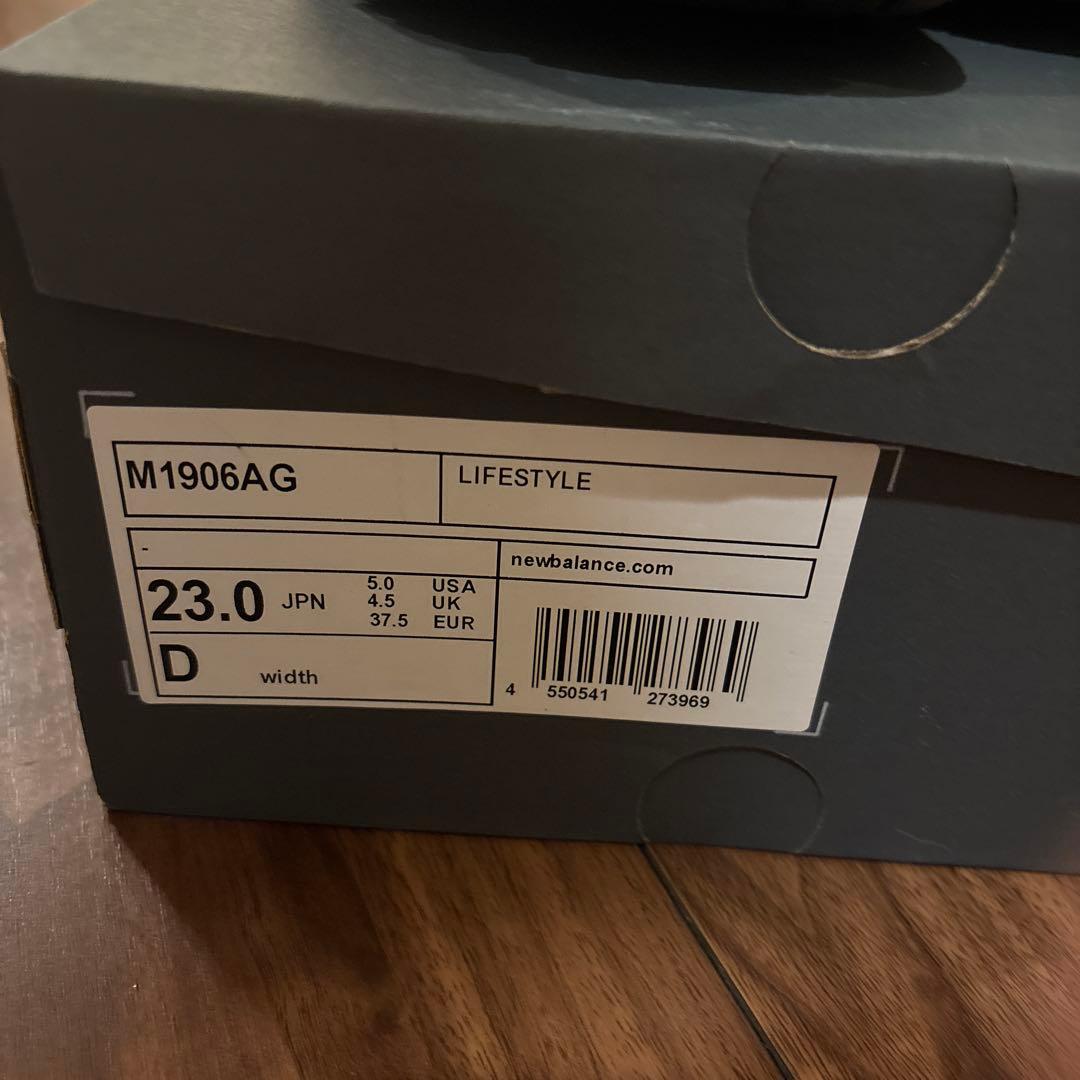 M1906AG
LIFESTYLE
-
newbalance.com
23.0 JPN
5.0 USA
4.5 UK
37.5 EUR
D width
4 550541 273969